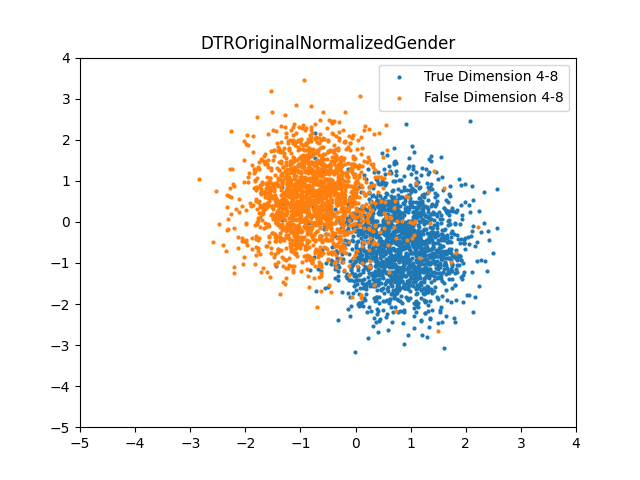 DTROriginalNormalizedGender
True Dimension 4-8
False Dimension 4-8
4
3
2
1
0
−1
−2
−3
−4
−5
−5 −4 −3 −2 −1 0 1 2 3 4